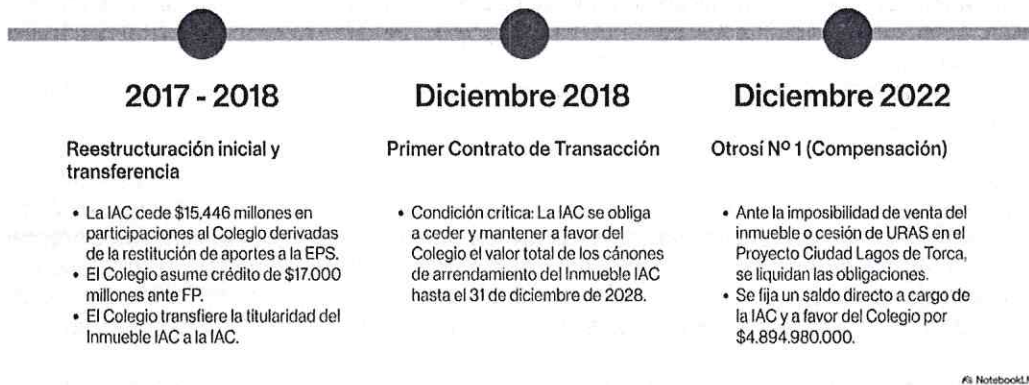 2017 - 2018
Reestructuración inicial y
transferencia
• La IAC cede $15.446 millones en
participaciones al Colegio derivadas
de la restitución de aportes a la EPS.
• El Colegio asume crédito de $17.000
millones ante FP.
• El Colegio transfiere la titularidad del
Inmueble IAC a la IAC.
Diciembre 2018
Primer Contrato de Transacción
• Condición crítica: La IAC se obliga
a ceder y mantener a favor del
Colegio el valor total de los cánones
de arrendamiento del Inmueble IAC
hasta el 31 de diciembre de 2028.
Diciembre 2022
Otrosí Nº 1 (Compensación)
• Ante la imposibilidad de venta del
inmueble o cesión de URAS en el
Proyecto Ciudad Lagos de Torca,
se liquidan las obligaciones.
• Se fija un saldo directo a cargo de
la IAC y a favor del Colegio por
$4.894.980.000.